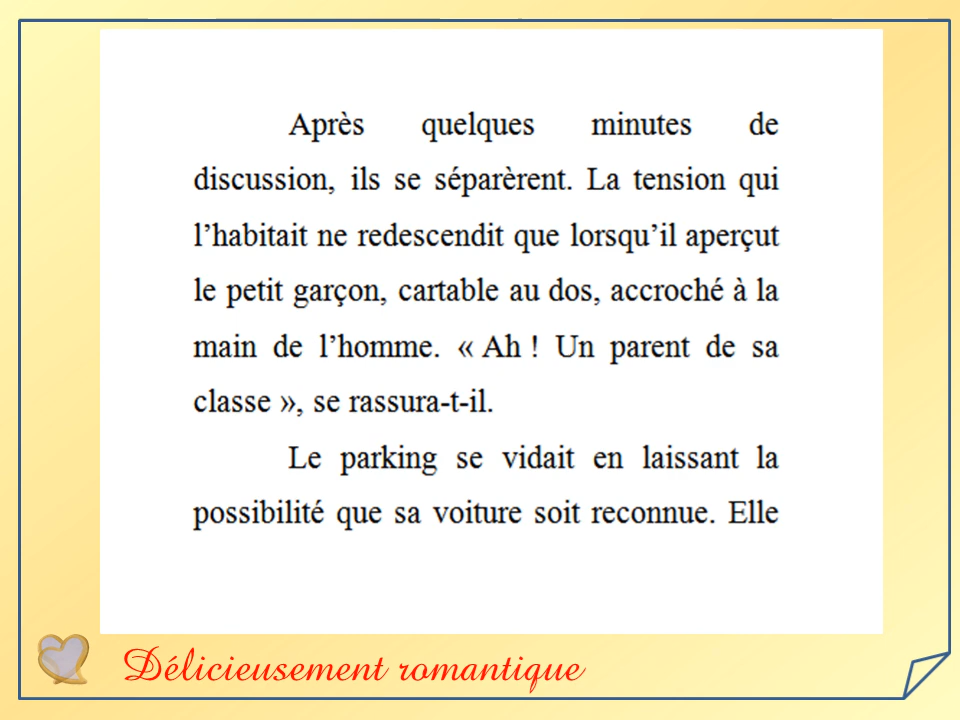 Après quelques minutes de
discussion, ils se séparèrent. La tension qui
l’habitait ne redescendit que lorsqu’il aperçut
le petit garçon, cartable au dos, accroché à la
main de l’homme. « Ah ! Un parent de sa
classe », se rassura-t-il.
Le parking se vidait en laissant la
possibilité que sa voiture soit reconnue. Elle
Délicieusement romantique